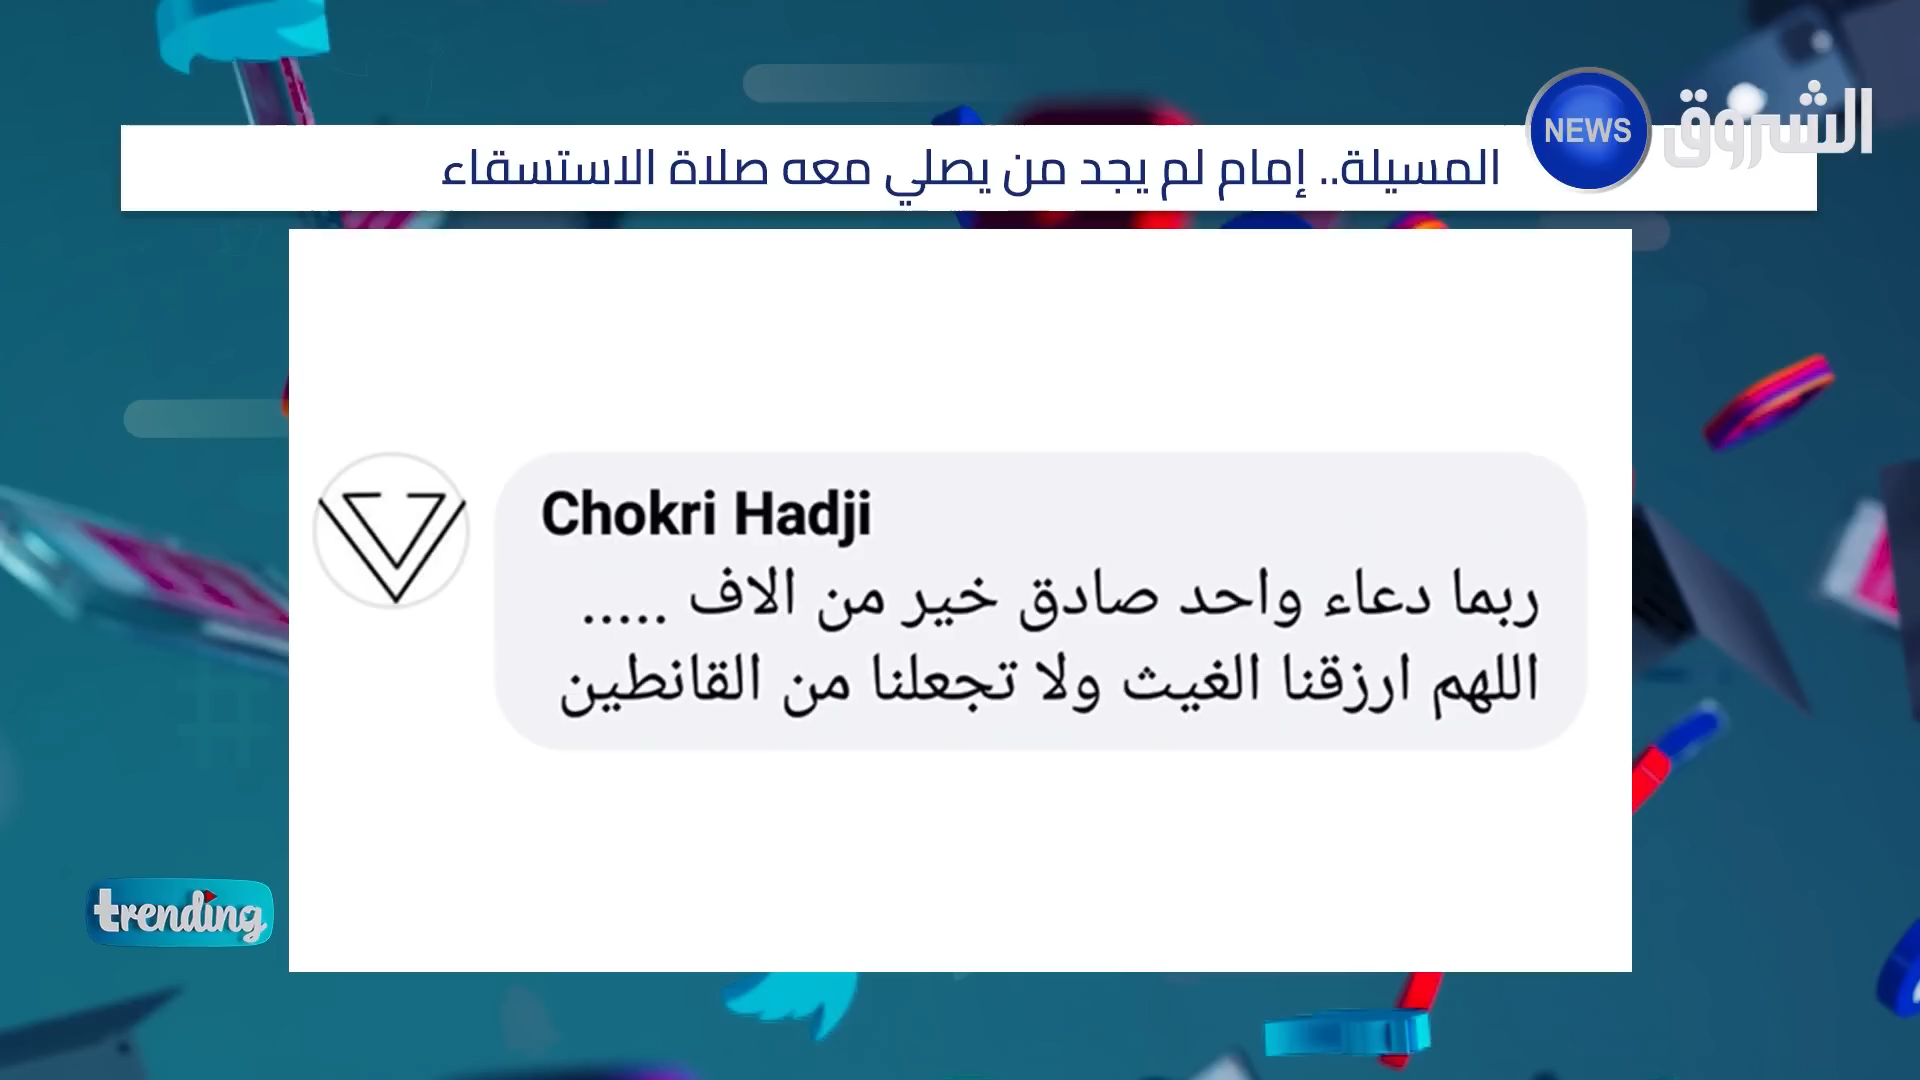 الشروق
NEWS
المسيلة.. إمام لم يجد من يصلي معه صلاة الاستسقاء
Chokri Hadji
ربما دعاء واحد صادق خير من الاف .....
اللهم ارزقنا الغيث ولا تجعلنا من القانطين
trending